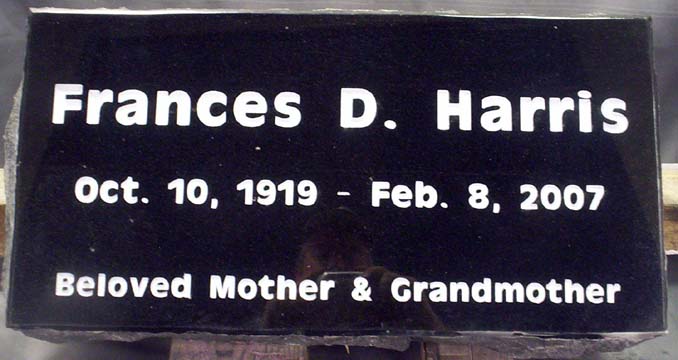 Frances D. Harris
Oct. 10, 1919 - Feb. 8, 2007
Beloved Mother & Grandmother